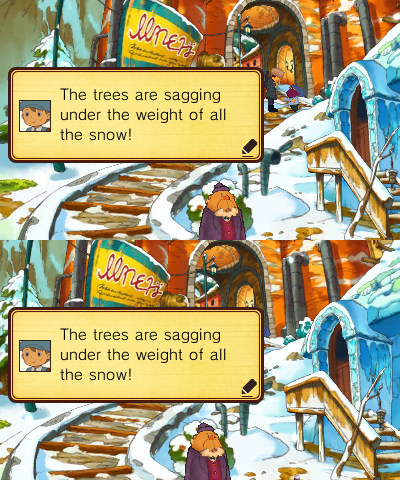 The trees are sagging
under the weight of all
the snow!
The trees are sagging
under the weight of all
the snow!